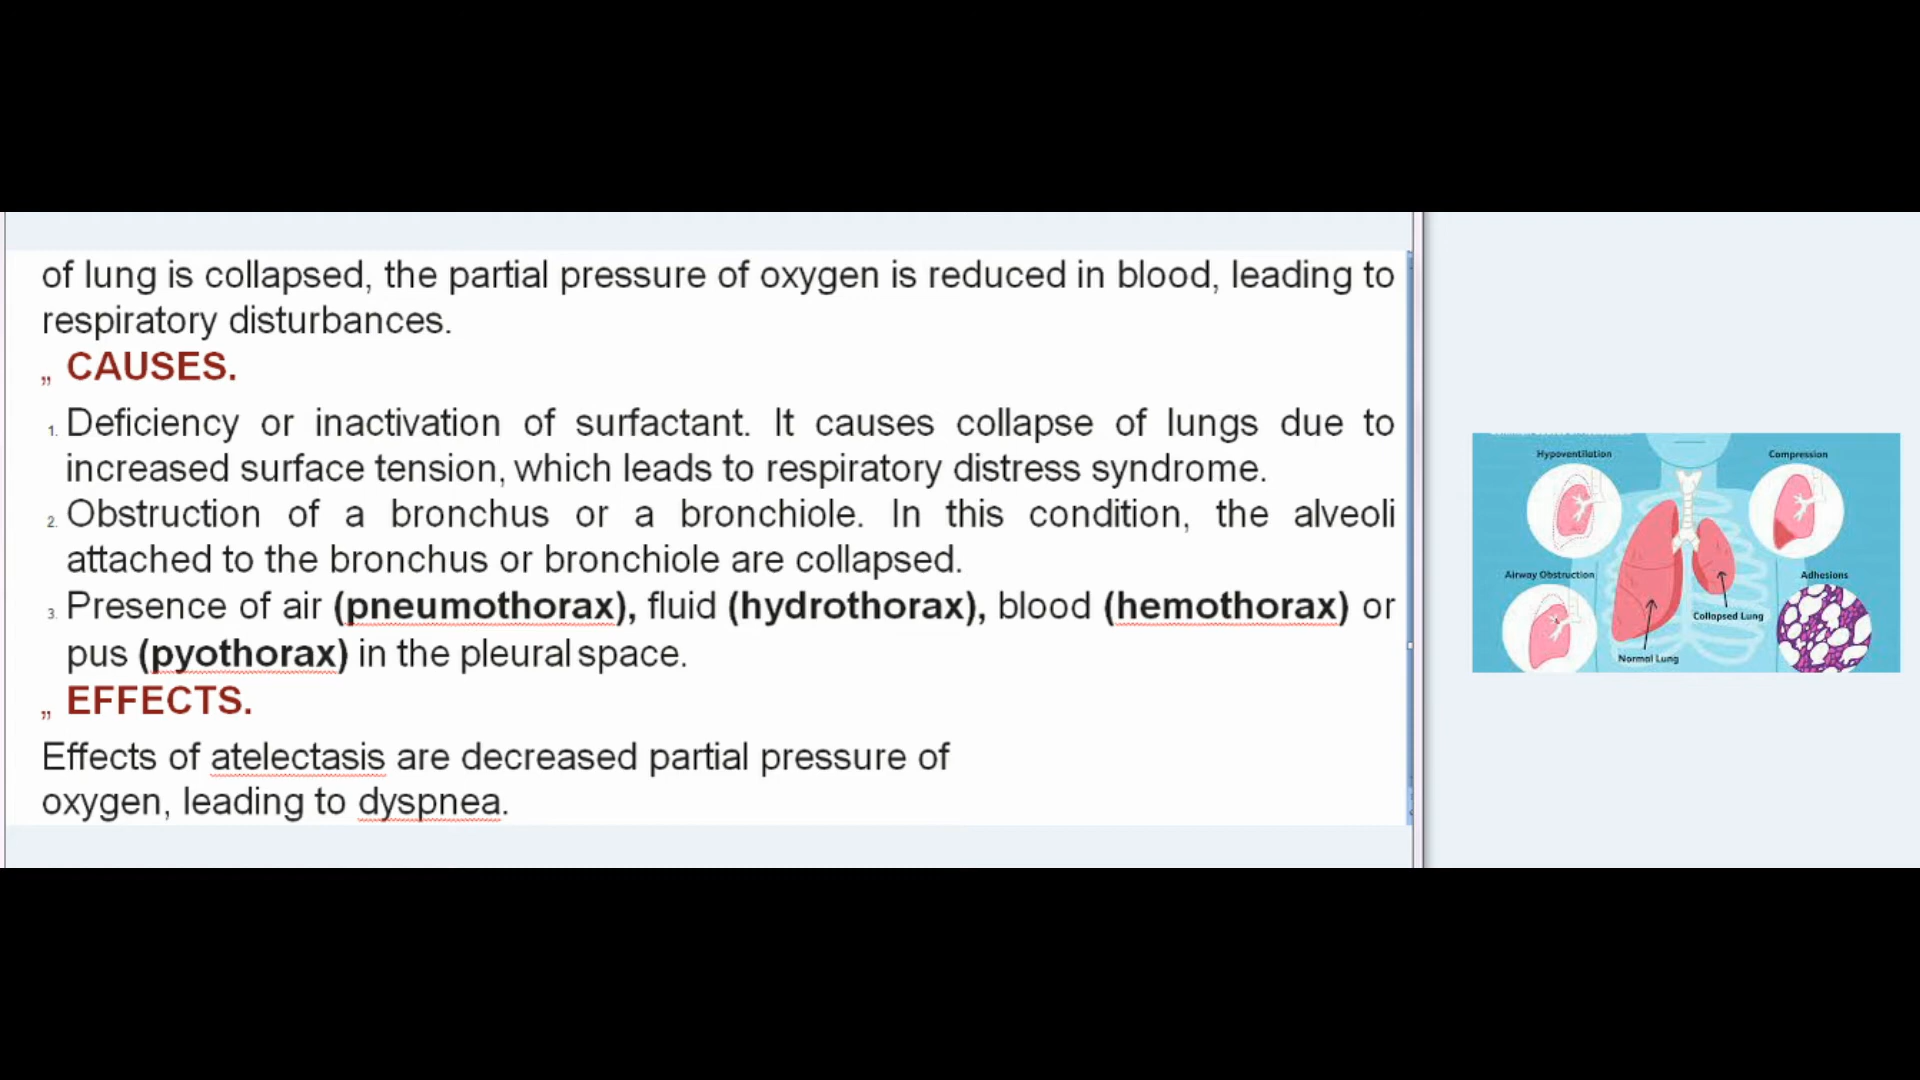 of lung is collapsed, the partial pressure of oxygen is reduced in blood, leading to
respiratory disturbances.
„ CAUSES.
1. Deficiency or inactivation of surfactant. It causes collapse of lungs due to
increased surface tension, which leads to respiratory distress syndrome.
2. Obstruction of a bronchus or a bronchiole. In this condition, the alveoli
attached to the bronchus or bronchiole are collapsed.
3. Presence of air (pneumothorax), fluid (hydrothorax), blood (hemothorax) or
pus (pyothorax) in the pleural space.
„ EFFECTS.
Effects of atelectasis are decreased partial pressure of
oxygen, leading to dyspnea.
Hypoventilation
Compression
Airway Obstruction
Adhesions
Collapsed Lung
Normal Lung